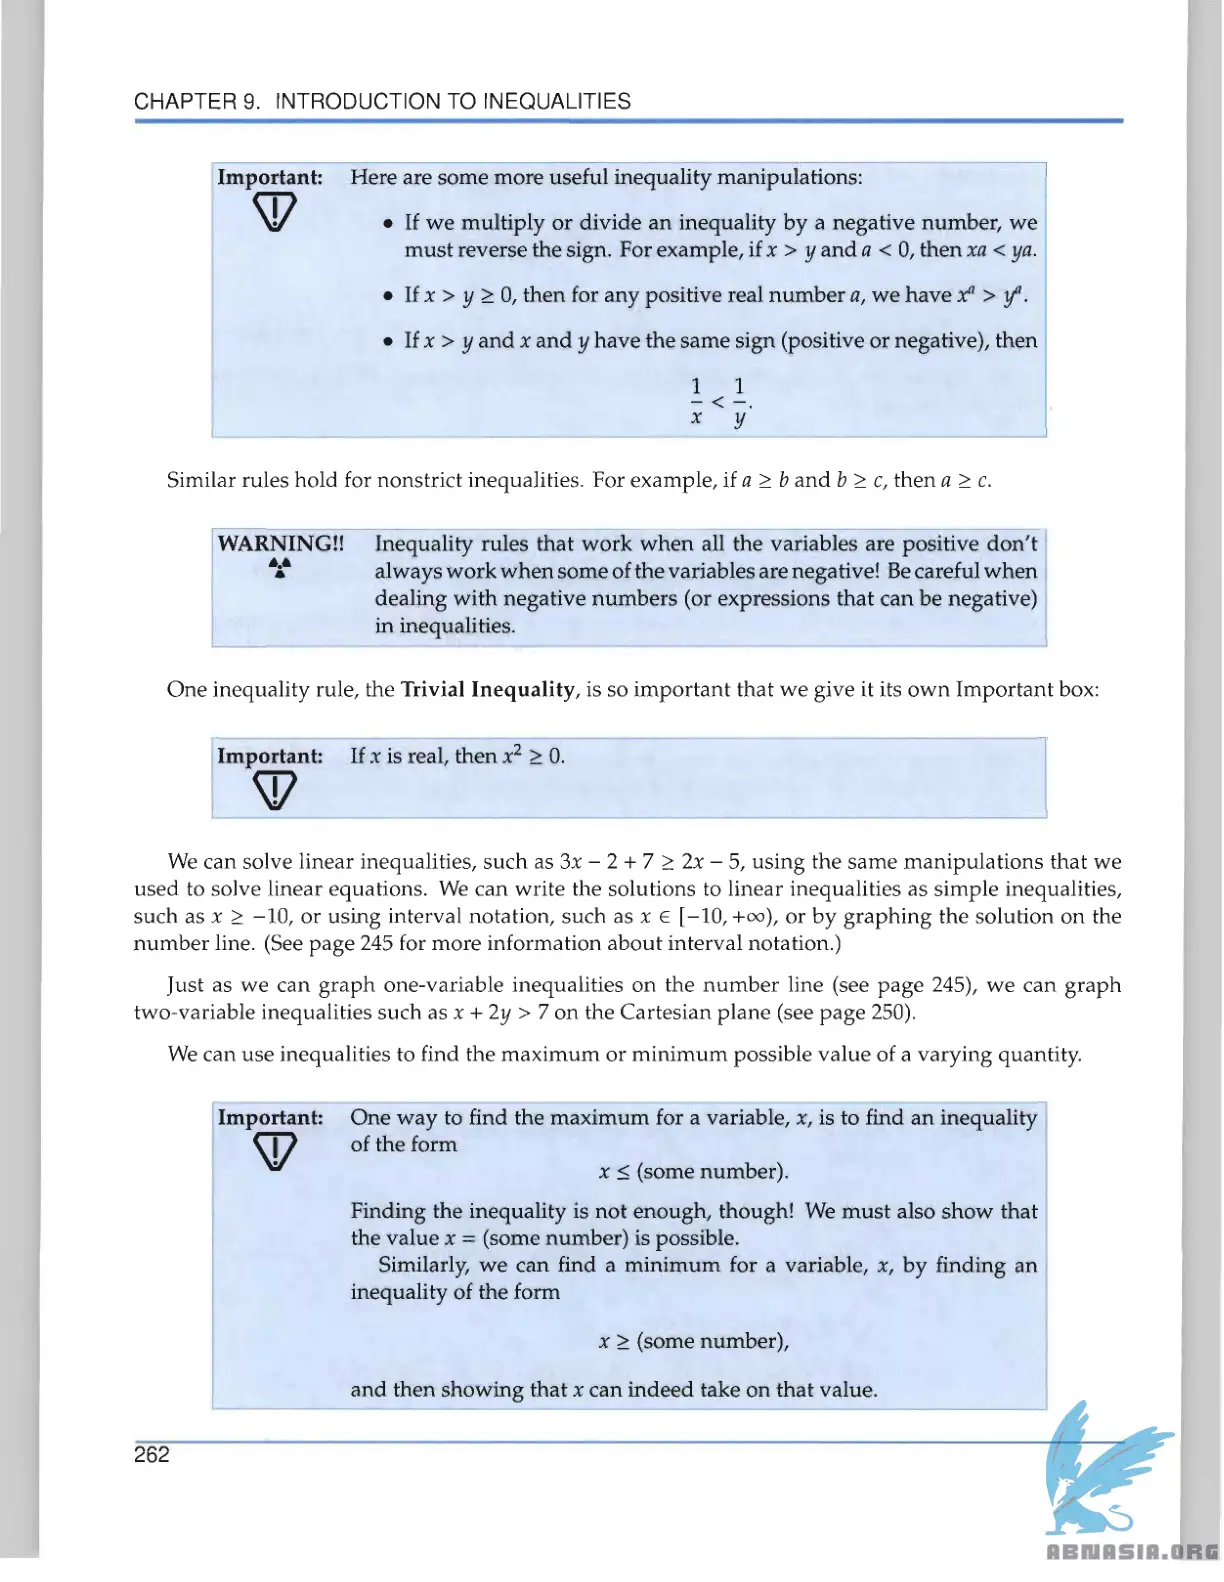 CHAPTER 9. INTRODUCTION TO INEQUALITIES
Important: Here are some more useful inequality manipulations:
• If we multiply or divide an inequality by a negative number, we
must reverse the sign. For example, if x > y and a < 0, then xa < ya.
• If x > y ≥ 0, then for any positive real number a, we have xᵃ > yᵃ.
• If x > y and x and y have the same sign (positive or negative), then
1/x < 1/y.
Similar rules hold for nonstrict inequalities. For example, if a ≥ b and b ≥ c, then a ≥ c.
WARNING!! Inequality rules that work when all the variables are positive don't
always work when some of the variables are negative! Be careful when
dealing with negative numbers (or expressions that can be negative)
in inequalities.
One inequality rule, the Trivial Inequality, is so important that we give it its own Important box:
Important: If x is real, then x² ≥ 0.
We can solve linear inequalities, such as 3x − 2 + 7 ≥ 2x − 5, using the same manipulations that we
used to solve linear equations. We can write the solutions to linear inequalities as simple inequalities,
such as x ≥ −10, or using interval notation, such as x ∈ [−10, +∞), or by graphing the solution on the
number line. (See page 245 for more information about interval notation.)
Just as we can graph one-variable inequalities on the number line (see page 245), we can graph
two-variable inequalities such as x + 2y > 7 on the Cartesian plane (see page 250).
We can use inequalities to find the maximum or minimum possible value of a varying quantity.
Important: One way to find the maximum for a variable, x, is to find an inequality
of the form
x ≤ (some number).
Finding the inequality is not enough, though! We must also show that
the value x = (some number) is possible.
Similarly, we can find a minimum for a variable, x, by finding an
inequality of the form
x ≥ (some number),
and then showing that x can indeed take on that value.
262
ABNASIA.ORG